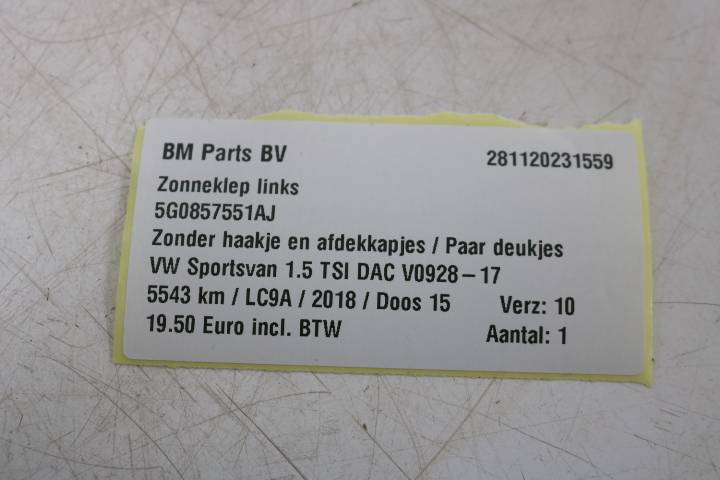 BM Parts BV 281120231559
Zonneklep links
5G0857551AJ
Zonder haakje en afdekkapjes / Paar deukjes
VW Sportsvan 1.5 TSI DAC V0928-17
5543 km / LC9A / 2018 / Doos 15 Verz: 10
19.50 Euro incl. BTW Aantal: 1